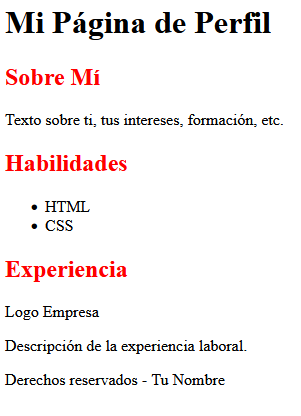 Mi Página de Perfil
Sobre Mí
Texto sobre ti, tus intereses, formación, etc.
Habilidades
• HTML
• CSS
Experiencia
Logo Empresa
Descripción de la experiencia laboral.
Derechos reservados - Tu Nombre